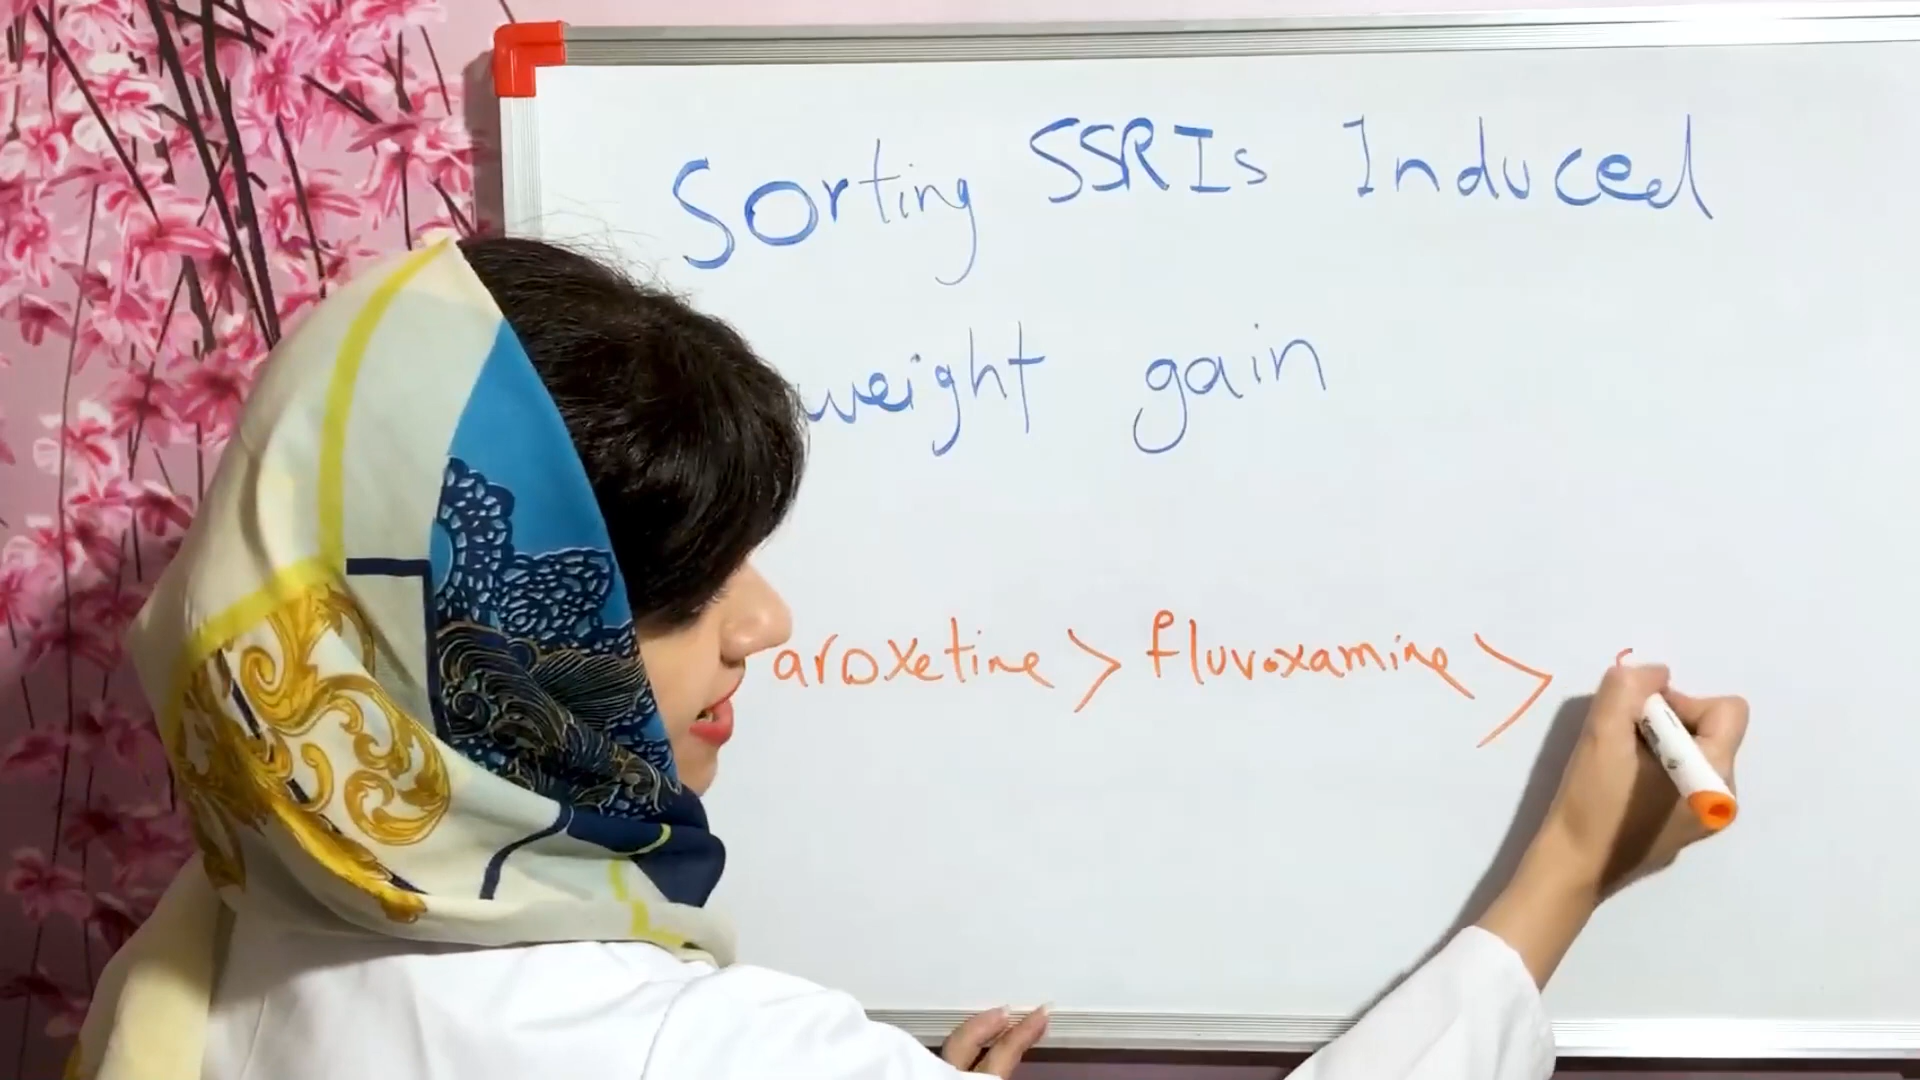 Sorting SSRIs Induced
weight gain
aroxetine > fluvoxamine >